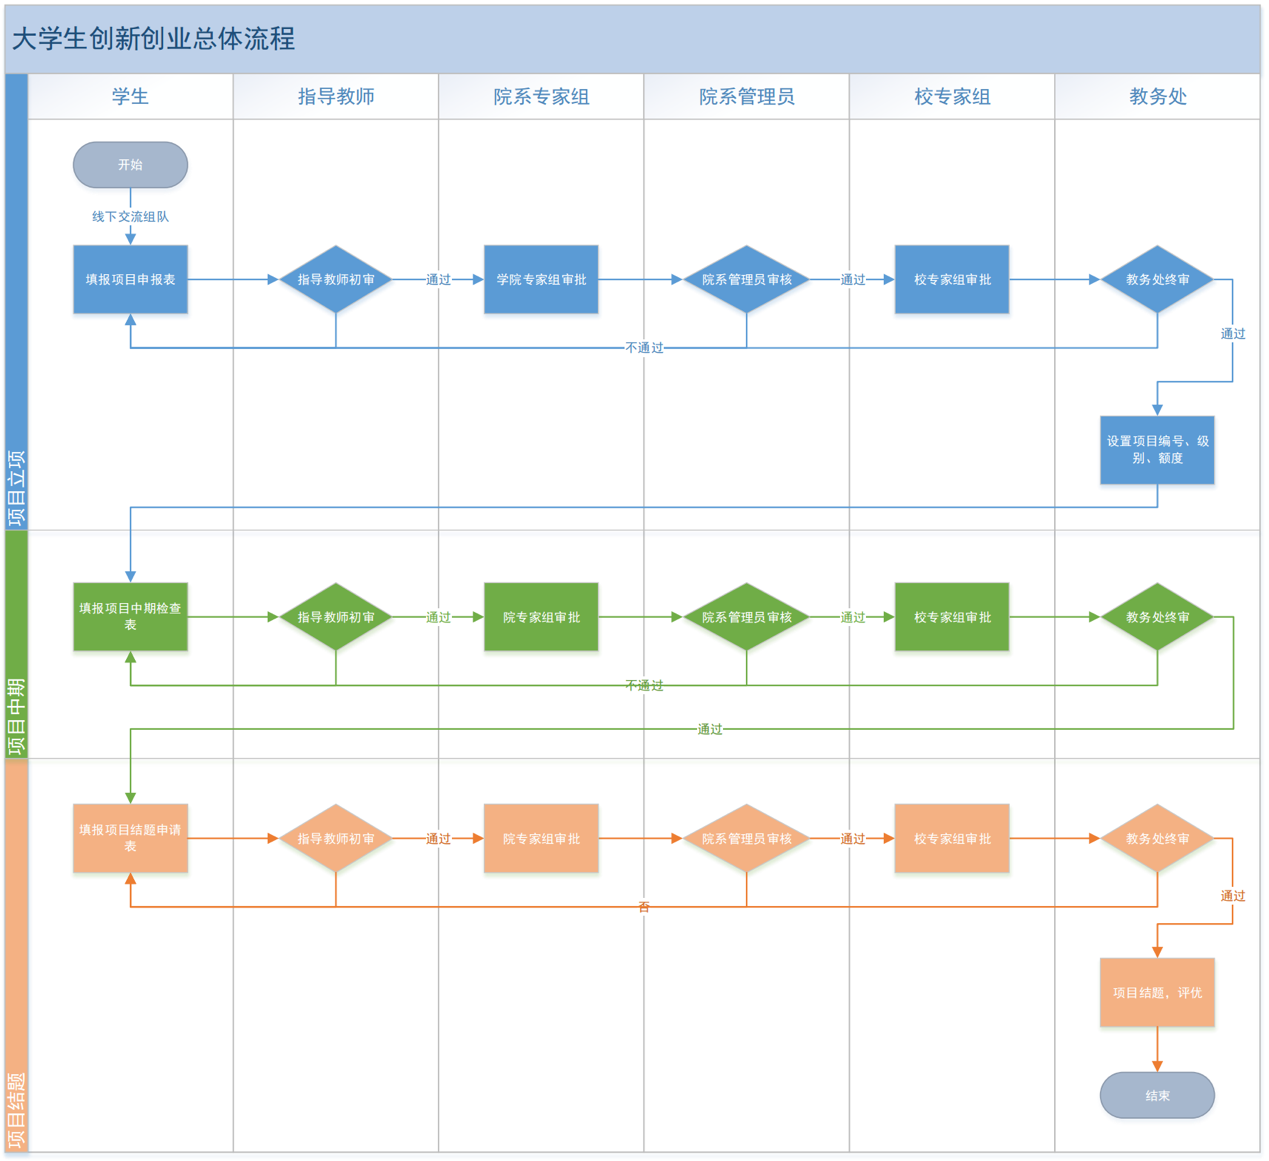 大学生创新创业总体流程
学生
指导教师
院系专家组
院系管理员
校专家组
教务处
项目立项
开始
线下交流组队
填报项目申报表
指导教师初审
通过
学院专家组审批
院系管理员审核
通过
校专家组审批
教务处终审
通过
不通过
设置项目编号、级
别、额度
项目中期
填报项目中期检查
表
指导教师初审
通过
院专家组审批
院系管理员审核
通过
校专家组审批
教务处终审
不通过
通过
项目结题
填报项目结题申请
表
指导教师初审
通过
院专家组审批
院系管理员审核
通过
校专家组审批
教务处终审
通过
否
项目结题，评优
结束